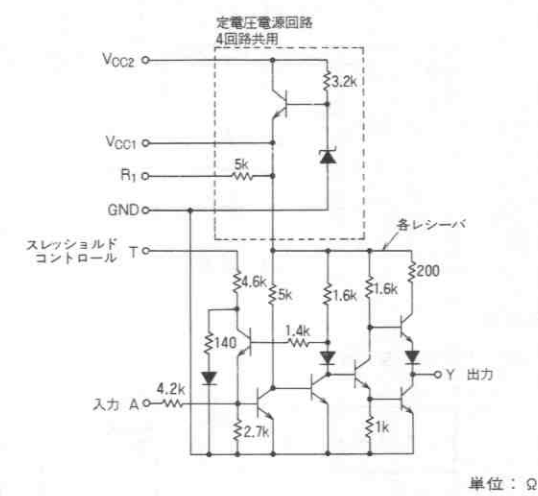 定電圧電源回路
4回路共用
VCC2
3.2k
VCC1
5k
R1
GND
各レシーバ
スレッショルド
コントロール T
4.6k
5k
1.6k
1.6k
200
1.4k
140
4.2k
Y 出力
入力 A
2.7k
1k
単位：Ω